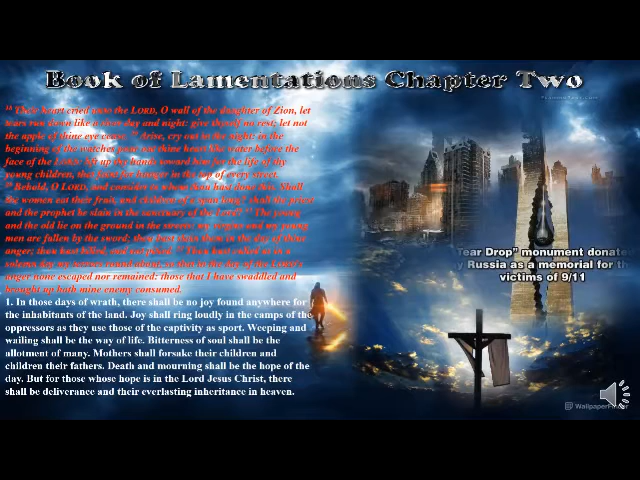 Book of Lamentations Chapter Two
18 Their heart cried unto the LORD, O wall of the daughter of Zion, let
tears run down like a river day and night: give thyself no rest; let not
the apple of thine eye cease. 19 Arise, cry out in the night: in the
beginning of the watches pour out thine heart like water before the
face of the LORD: lift up thy hands toward him for the life of thy
young children, that faint for hunger in the top of every street.
20 Behold, O LORD, and consider to whom thou hast done this. Shall
the women eat their fruit, and children of a span long? shall the priest
and the prophet be slain in the sanctuary of the Lord? 21 The young
and the old lie on the ground in the streets: my virgins and my young
men are fallen by the sword; thou hast slain them in the day of thine
anger; thou hast killed, and not pitied. 22 Thou hast called as in a
solemn day my terrors round about, so that in the day of the LORD'S
anger none escaped nor remained: those that I have swaddled and
brought up hath mine enemy consumed.
1. In those days of wrath, there shall be no joy found anywhere for
the inhabitants of the land. Joy shall ring loudly in the camps of the
oppressors as they use those of the captivity as sport. Weeping and
wailing shall be the way of life. Bitterness of soul shall be the
allotment of many. Mothers shall forsake their children and
children their fathers. Death and mourning shall be the hope of the
day. But for those whose hope is in the Lord Jesus Christ, there
shall be deliverance and their everlasting inheritance in heaven.
Tear Drop" monument donate
Russia as a memorial for th
victims of 9/11